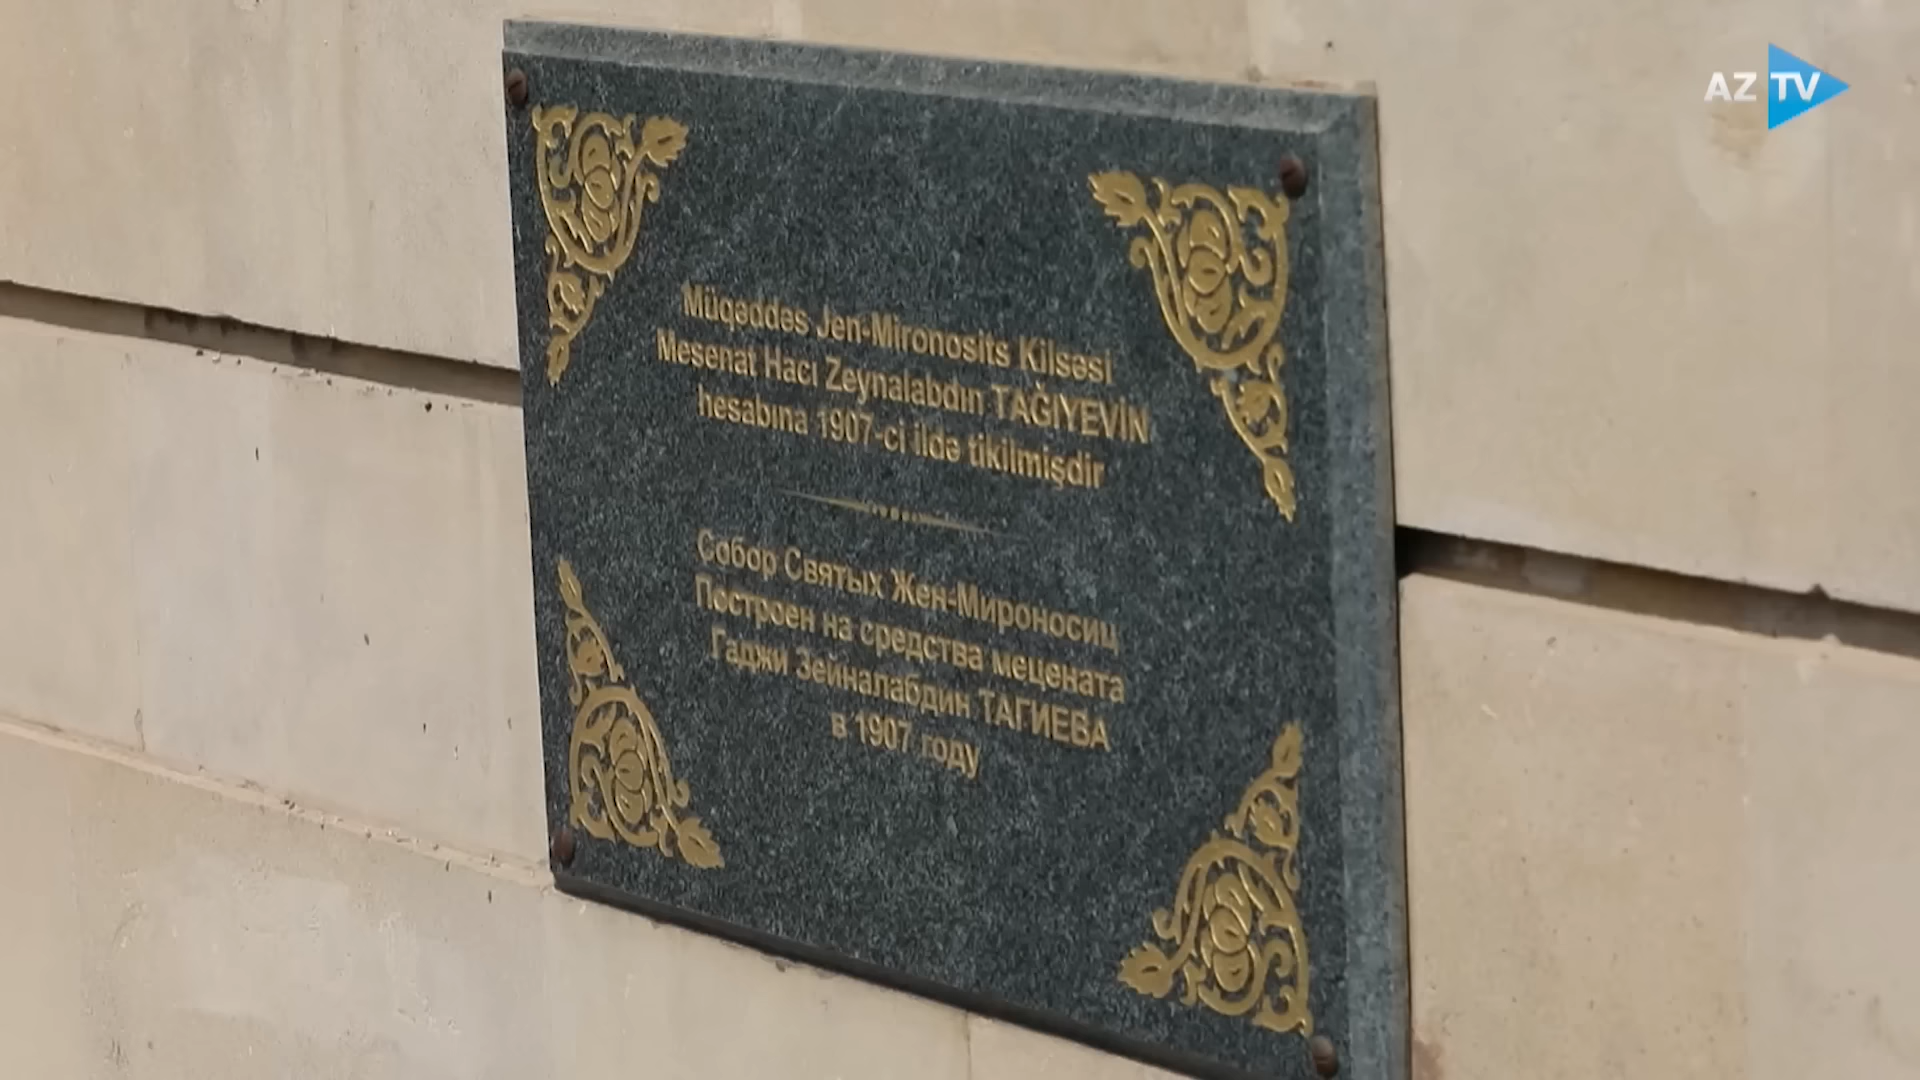 AZ TV
Müqəddes Jen-Mironosits Kilsəsi
Mesenat Hacı Zeynalabdın TAĞIYEVİN
hesabına 1907-ci ildə tikilmişdir
Собор Святых Жен-Мироносиц
Построен на средства мецената
Гаджи Зейналабдин ТАГИЕВА
в 1907 году